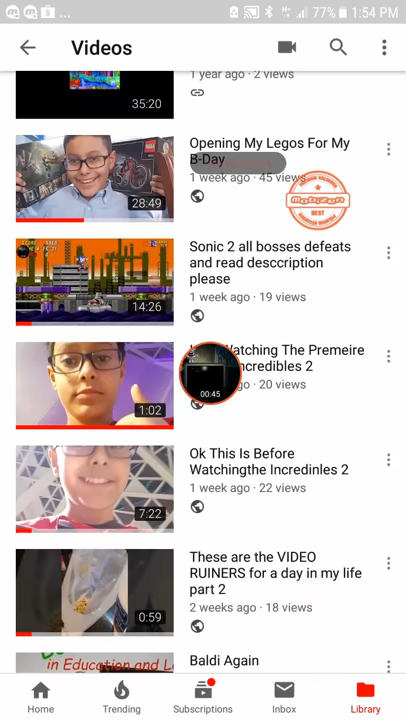 77% 1:54 PM
Videos
1 year ago · 2 views
35:20
Opening My Legos For My
B-Day
1 week ago · 45 views
28:49
Sonic 2 all bosses defeats
and read desccription
please
1 week ago · 19 views
14:26
Watching The Premeire
ncredibles 2
20 views
1:02
00:45
Ok This Is Before
Watchingthe Incredinles 2
1 week ago · 22 views
7:22
These are the VIDEO
RUINERS for a day in my life
part 2
2 weeks ago · 18 views
0:59
in Education and L
Baldi Again
Home Trending Subscriptions Inbox Library